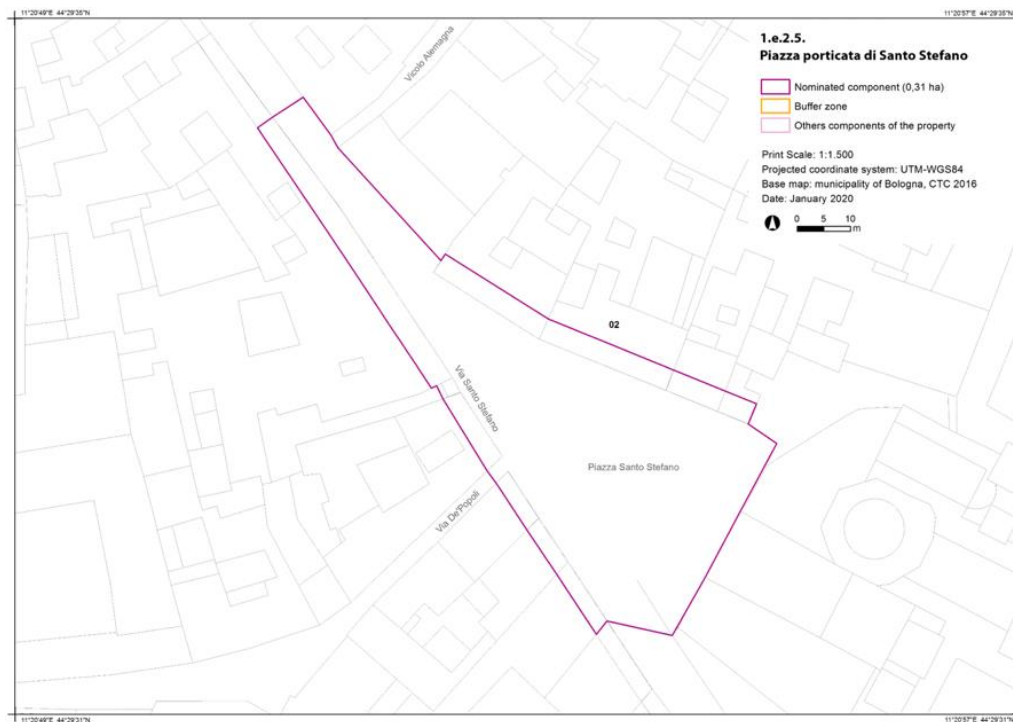 11°20'49"E 44°29'35"N
11°20'57"E 44°29'35"N
1.e.2.5.
Piazza porticata di Santo Stefano
Nominated component (0,31 ha)
Buffer zone
Others components of the property
Print Scale: 1:1.500
Projected coordinate system: UTM-WGS84
Base map: municipality of Bologna, CTC 2016
Date: January 2020
0 5 10
m
Vicolo Alemagna
02
Via Santo Stefano
Piazza Santo Stefano
Via De'Popoli
11°20'49"E 44°29'31"N
11°20'57"E 44°29'31"N